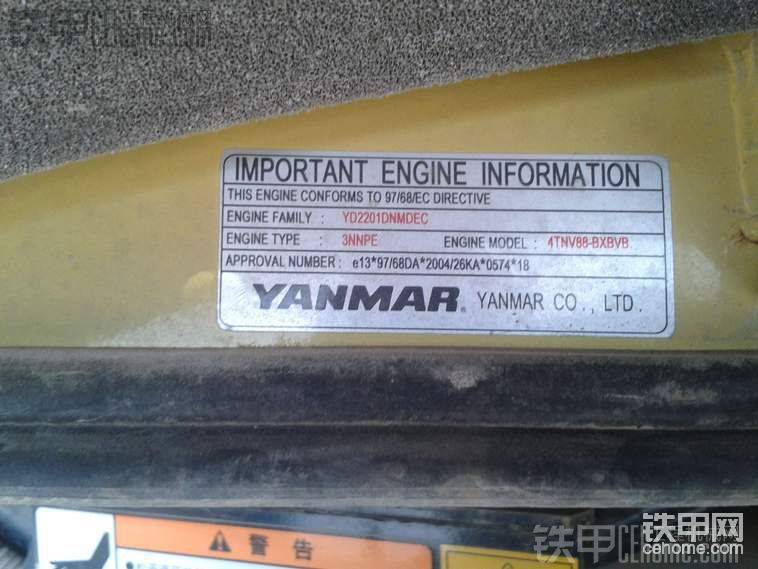 铁甲
IMPORTANT ENGINE INFORMATION
THIS ENGINE CONFORMS TO 97/68/EC DIRECTIVE
ENGINE FAMILY : YD2201DNMDEC
ENGINE TYPE : 3NNPE ENGINE MODEL : 4TNV88-BXBVB
APPROVAL NUMBER : e13*97/68DA*2004/26KA*0574*18
YANMAR. YANMAR CO., LTD.
警告
铁甲网
cehome.com
铁甲